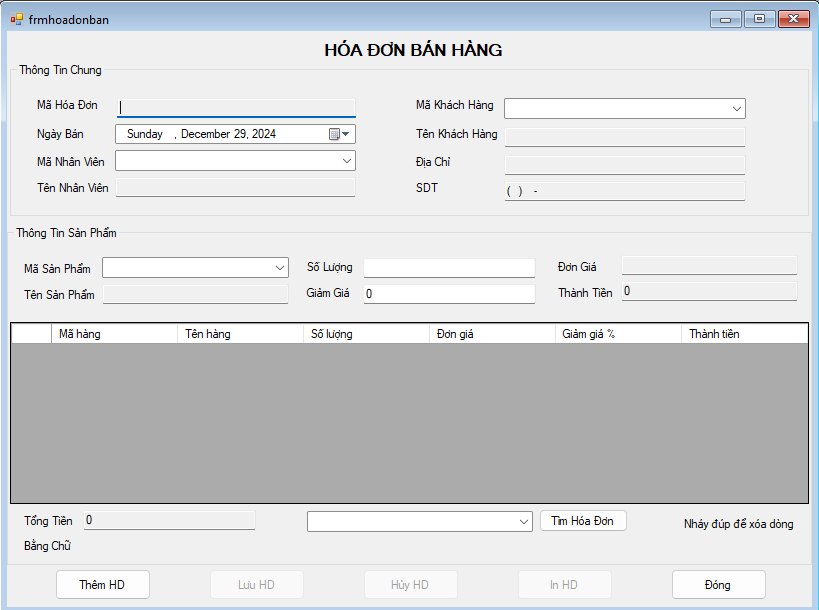 frmhoadonban
HÓA ĐƠN BÁN HÀNG
Thông Tin Chung
Mã Hóa Đơn
Mã Khách Hàng
Ngày Bán Sunday , December 29, 2024
Tên Khách Hàng
Mã Nhân Viên
Địa Chỉ
Tên Nhân Viên
SDT ( ) -
Thông Tin Sản Phẩm
Mã Sản Phẩm
Số Lượng
Đơn Giá
Tên Sản Phẩm
Giảm Giá 0
Thành Tiền 0
Mã hàng Tên hàng Số lượng Đơn giá Giảm giá % Thành tiền
Tổng Tiền 0
Tìm Hóa Đơn
Nháy đúp để xóa dòng
Bằng Chữ
Thêm HD Lưu HD Hủy HD In HD Đóng